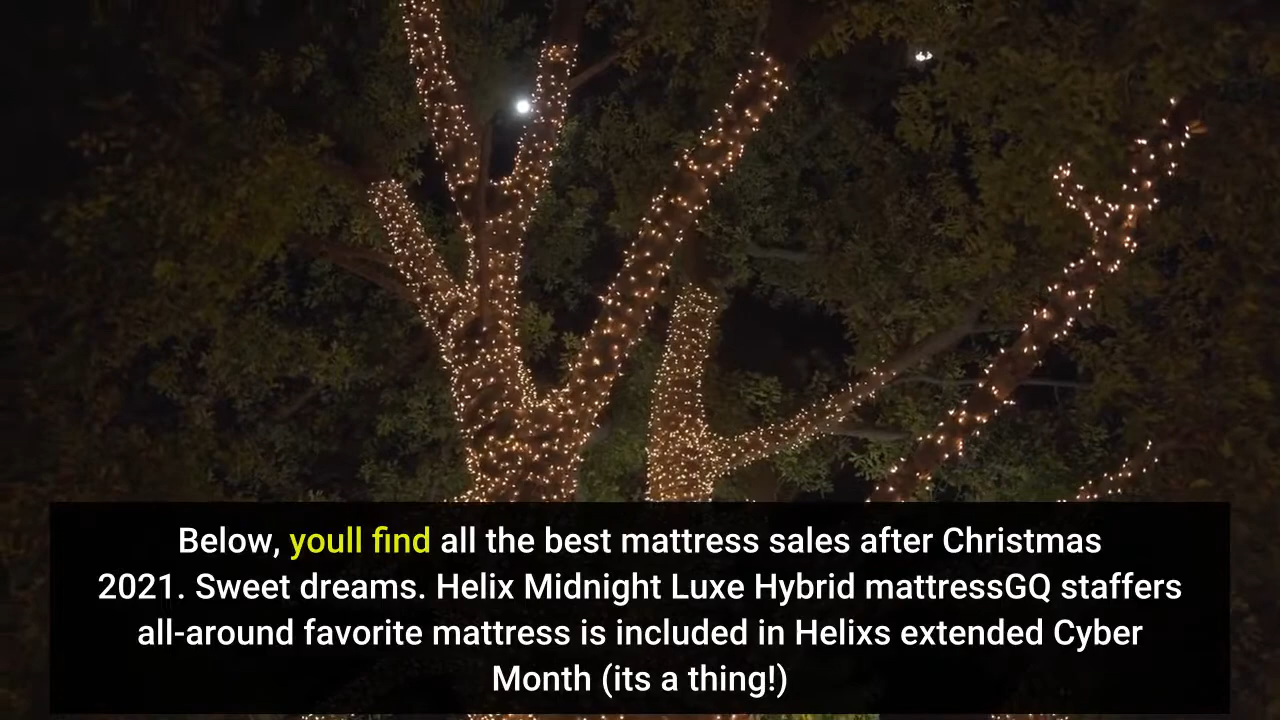 Below, youll find all the best mattress sales after Christmas
2021. Sweet dreams. Helix Midnight Luxe Hybrid mattressGQ staffers
all-around favorite mattress is included in Helixs extended Cyber
Month (its a thing!)